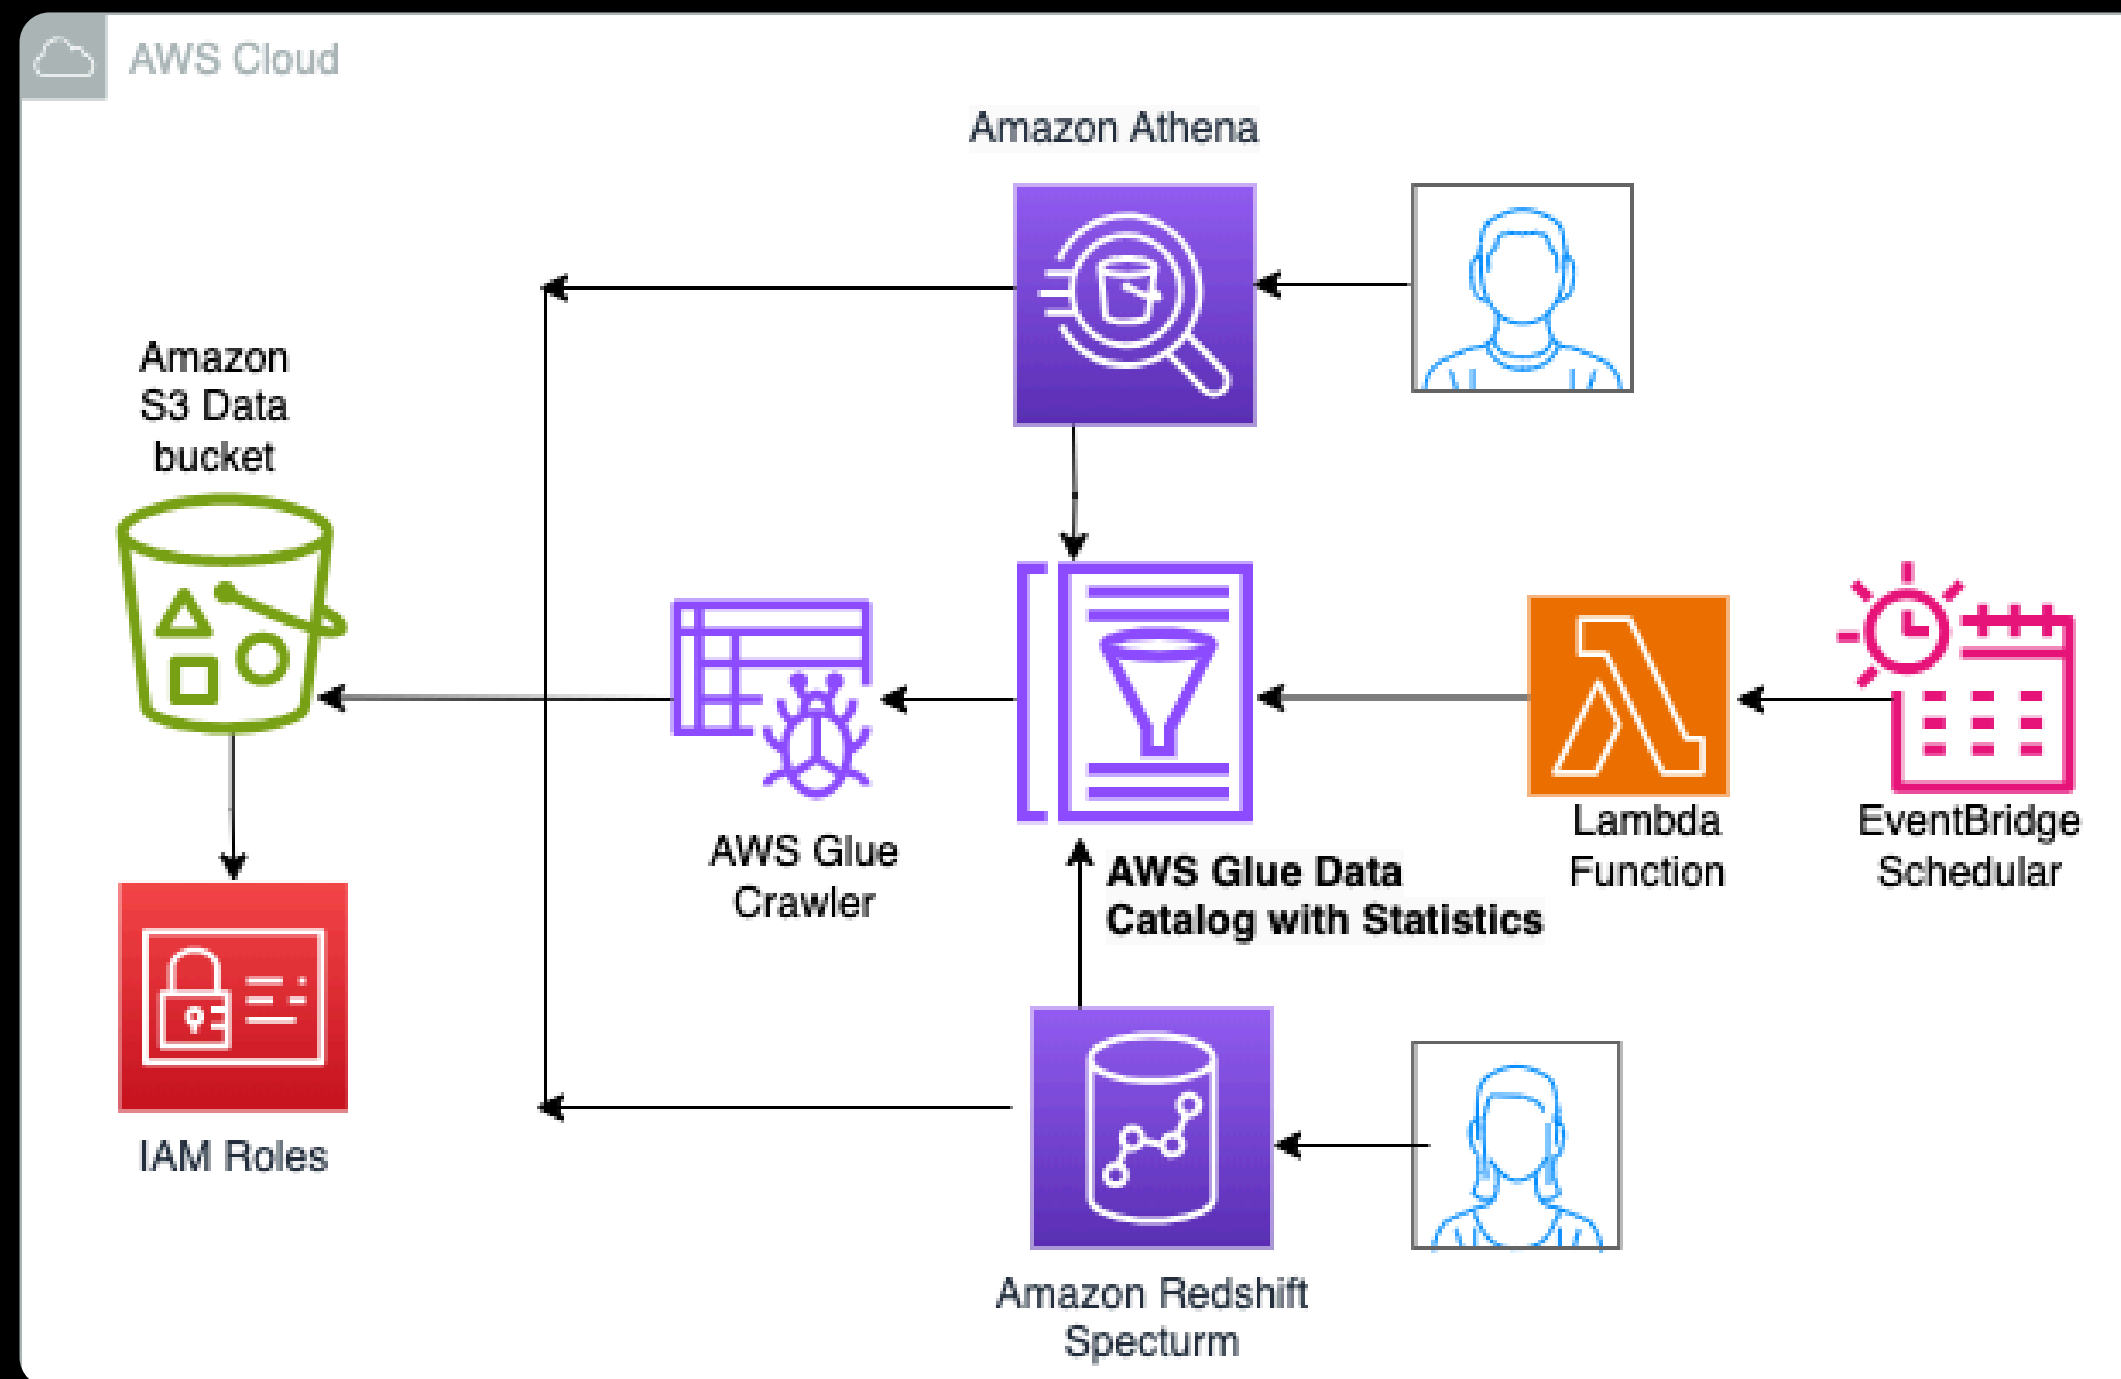 AWS Cloud
Amazon Athena
Amazon
S3 Data
bucket
AWS Glue
Crawler
AWS Glue Data
Catalog with Statistics
Lambda
Function
EventBridge
Schedular
IAM Roles
Amazon Redshift
Specturm